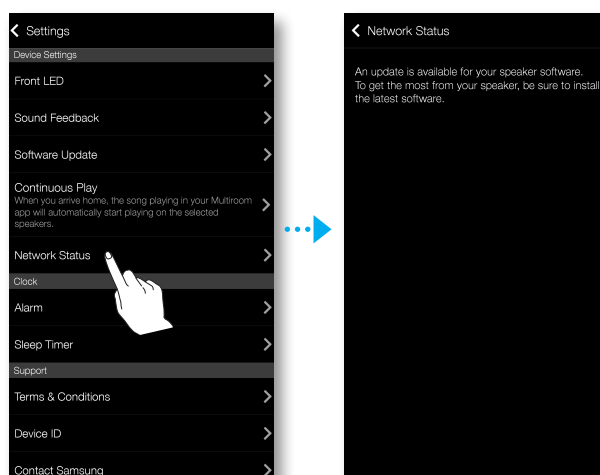 Settings
Device Settings
Front LED
Sound Feedback
Software Update
Continuous Play
When you arrive home, the song playing in your Multiroom
app will automatically start playing on the selected
speakers.
Network Status
Clock
Alarm
Sleep Timer
Support
Terms & Conditions
Device ID
Contact Samsung
Network Status
An update is available for your speaker software.
To get the most from your speaker, be sure to install
the latest software.